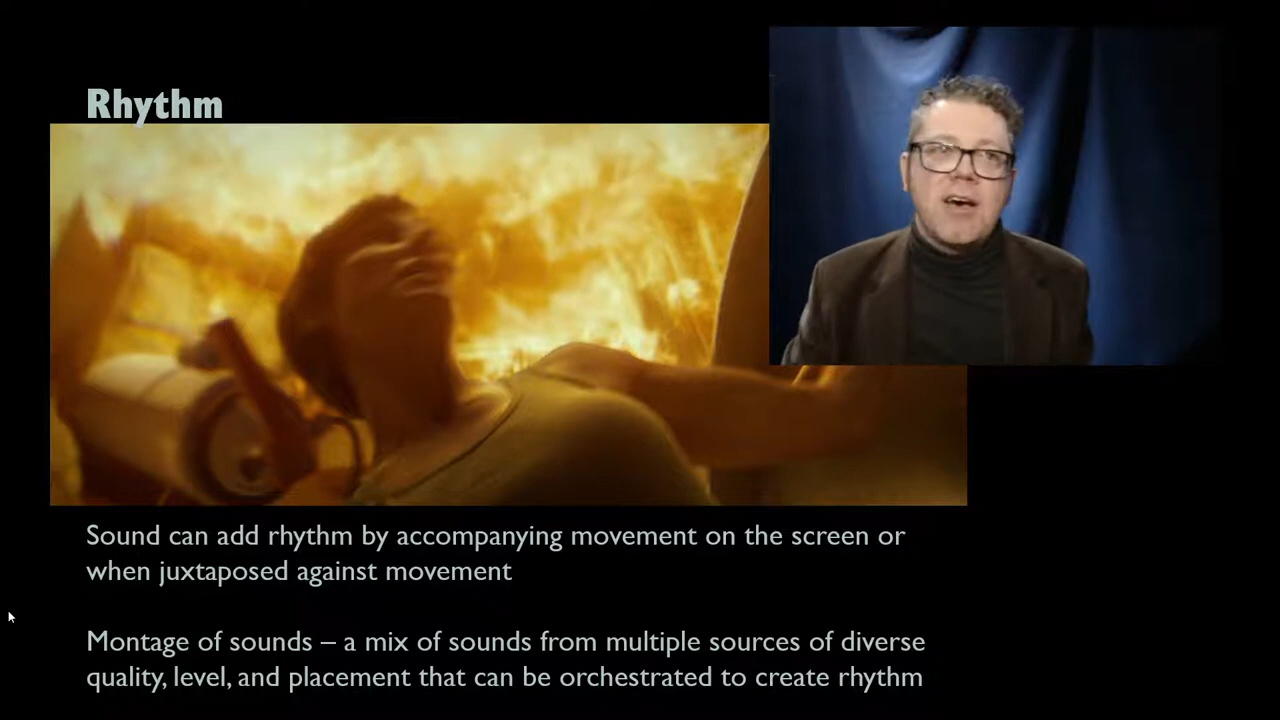 Rhythm
Sound can add rhythm by accompanying movement on the screen or
when juxtaposed against movement
Montage of sounds – a mix of sounds from multiple sources of diverse
quality, level, and placement that can be orchestrated to create rhythm